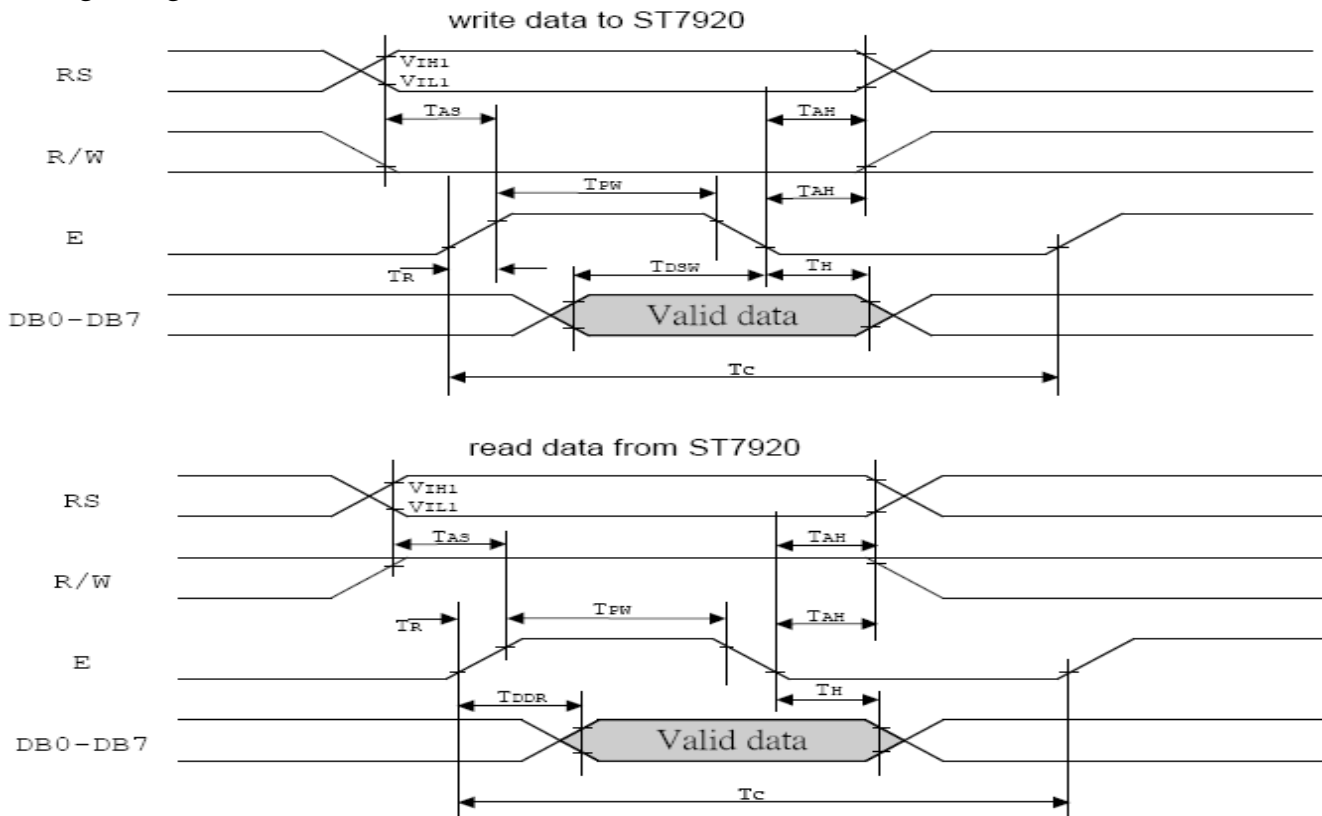 write data to ST7920
RS
VIH1
VIL1
TAS
TAH
R/W
TPW
TAH
E
TR
TDSW
TH
DB0-DB7
Valid data
TC
read data from ST7920
RS
VIH1
VIL1
TAS
TAH
R/W
TR
TPW
TAH
E
TDDR
TH
DB0-DB7
Valid data
TC